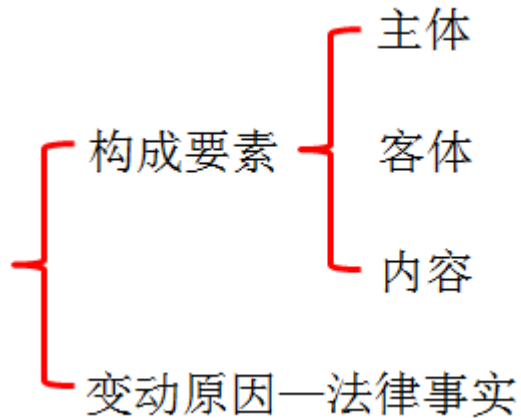 主体
构成要素
客体
内容
变动原因—法律事实